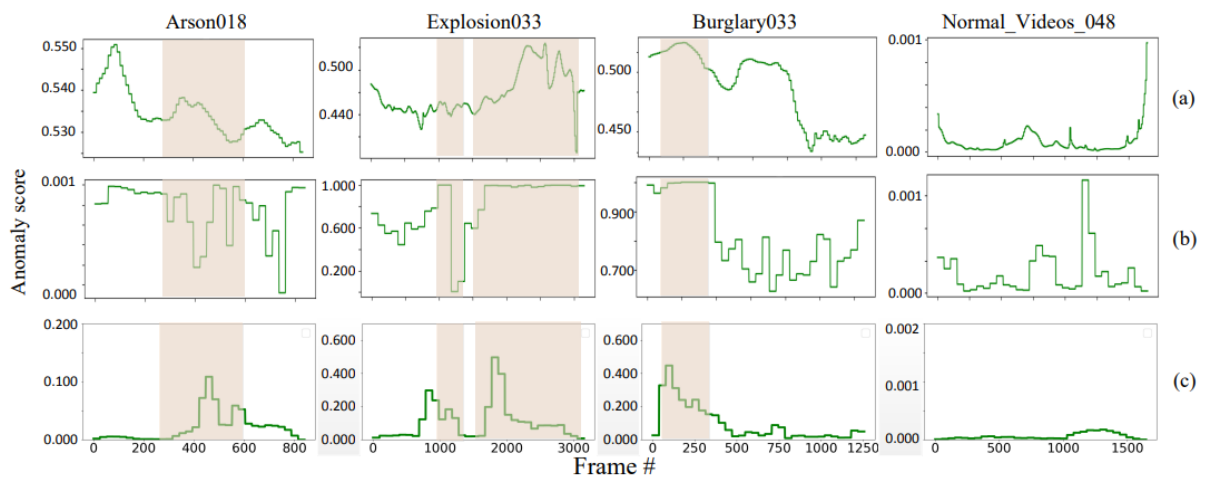 Arson018 Explosion033 Burglary033 Normal_Videos_048
0.550 0.540 0.530
0.500 0.440
0.500 0.450
0.001 0.000
(a)
Anomaly score
0.001 0.000
1.000 0.600 0.200
0.900 0.700
0.001 0.000
(b)
0.200 0.100 0.000
0.600 0.400 0.200 0.000
0.600 0.400 0.200 0.000
0.002 0.001 0.000
(c)
0 200 400 600 800
0 1000 2000 3000
0 250 500 750 1000 1250
0 500 1000 1500
Frame #